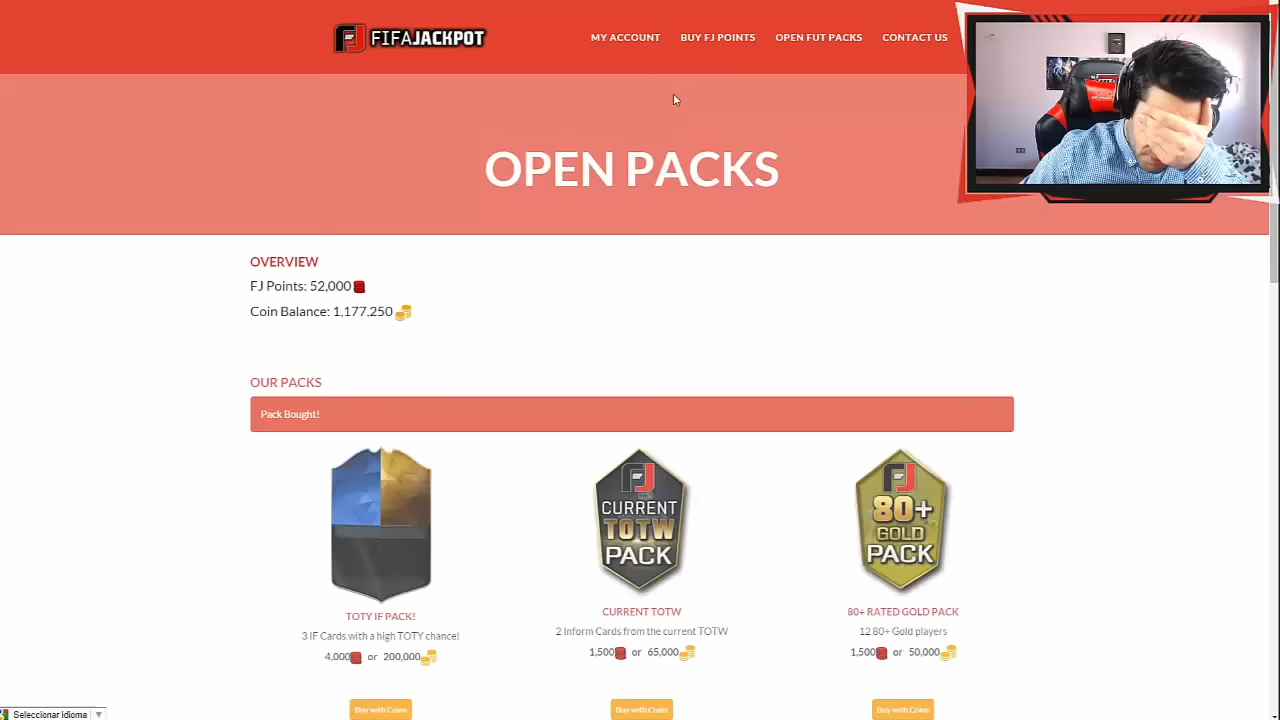 FJ FIFAJACKPOT
MY ACCOUNT BUY FJ POINTS OPEN FUT PACKS CONTACT US
OPEN PACKS
OVERVIEW
FJ Points: 52,000
Coin Balance: 1,177,250
OUR PACKS
Pack Bought!
FJ
CURRENT
TOTW
PACK
FJ
80+
GOLD
PACK
TOTY IF PACK!
3 IF Cards with a high TOTY chance!
4,000 or 200,000
Buy with Coins
CURRENT TOTW
2 Inform Cards from the current TOTW
1,500 or 65,000
Buy with Coins
80+ RATED GOLD PACK
12 80+ Gold players
1,500 or 50,000
Buy with Coins
Seleccionar idioma ▼